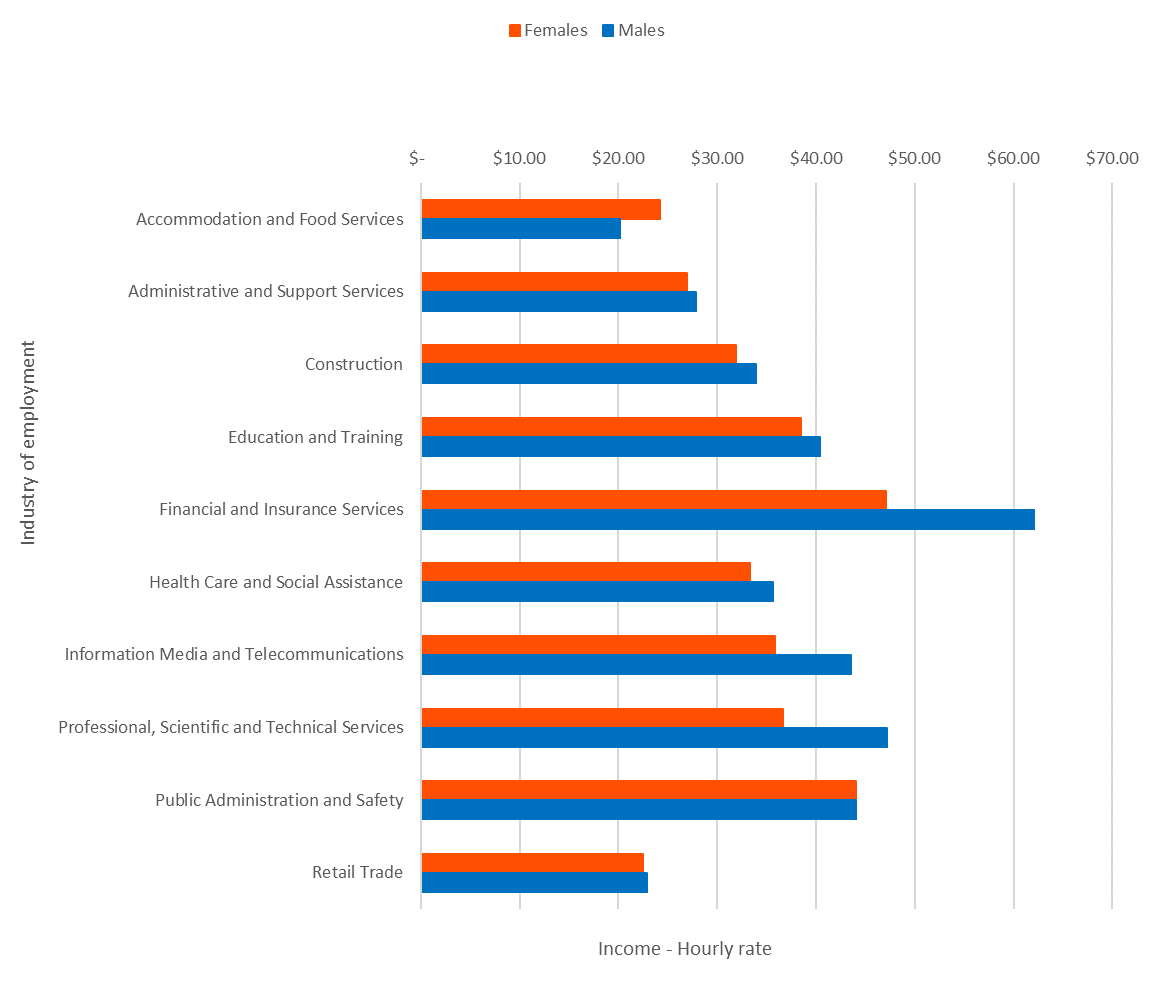 Females Males
$- $10.00 $20.00 $30.00 $40.00 $50.00 $60.00 $70.00
Accommodation and Food Services
Administrative and Support Services
Construction
Education and Training
Financial and Insurance Services
Health Care and Social Assistance
Information Media and Telecommunications
Professional, Scientific and Technical Services
Public Administration and Safety
Retail Trade
Industry of employment
Income - Hourly rate